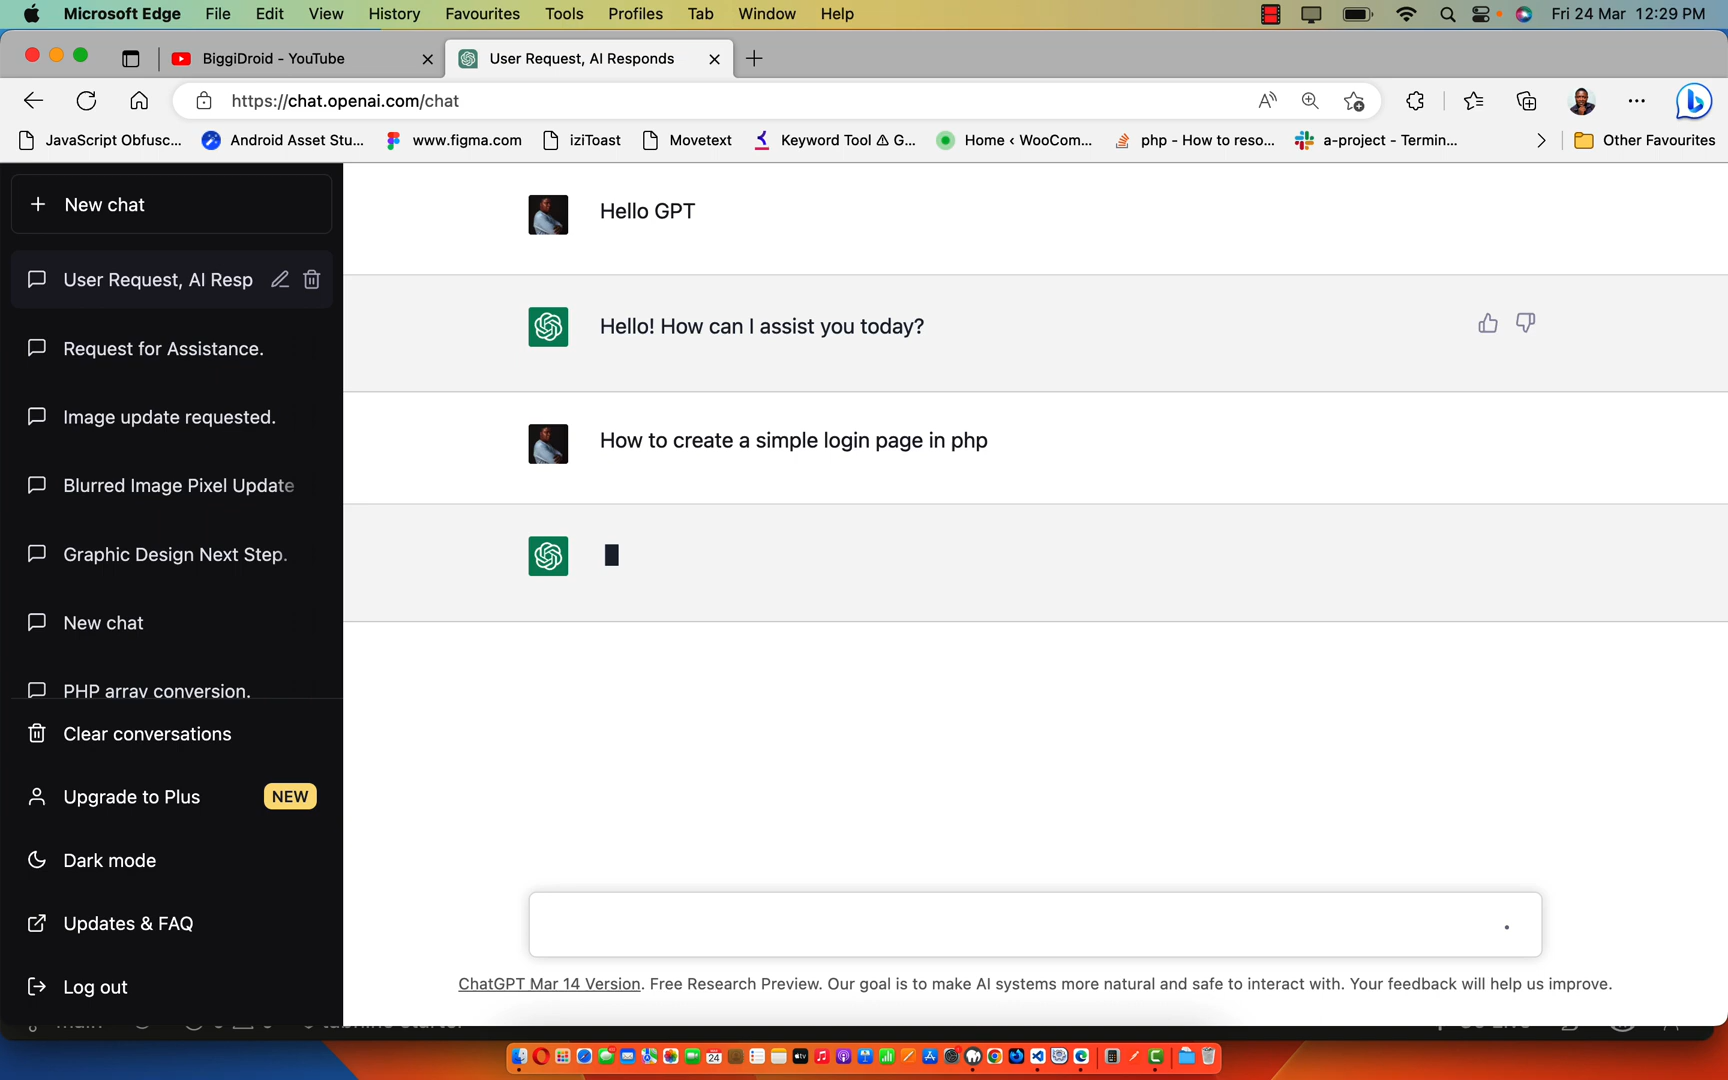 Microsoft Edge File Edit View History Favourites Tools Profiles Tab Window Help Fri 24 Mar 12:29 PM
BiggiDroid - YouTube User Request, AI Responds
https://chat.openai.com/chat
JavaScript Obfusc... Android Asset Stu... www.figma.com iziToast Movetext Keyword Tool ⚠ G... Home ‹ WooCom... php - How to reso... a-project - Termin... Other Favourites
New chat
User Request, AI Resp
Request for Assistance.
Image update requested.
Blurred Image Pixel Update
Graphic Design Next Step.
New chat
PHP array conversion.
Clear conversations
Upgrade to Plus NEW
Dark mode
Updates & FAQ
Log out
Hello GPT
Hello! How can I assist you today?
How to create a simple login page in php
ChatGPT Mar 14 Version. Free Research Preview. Our goal is to make AI systems more natural and safe to interact with. Your feedback will help us improve.